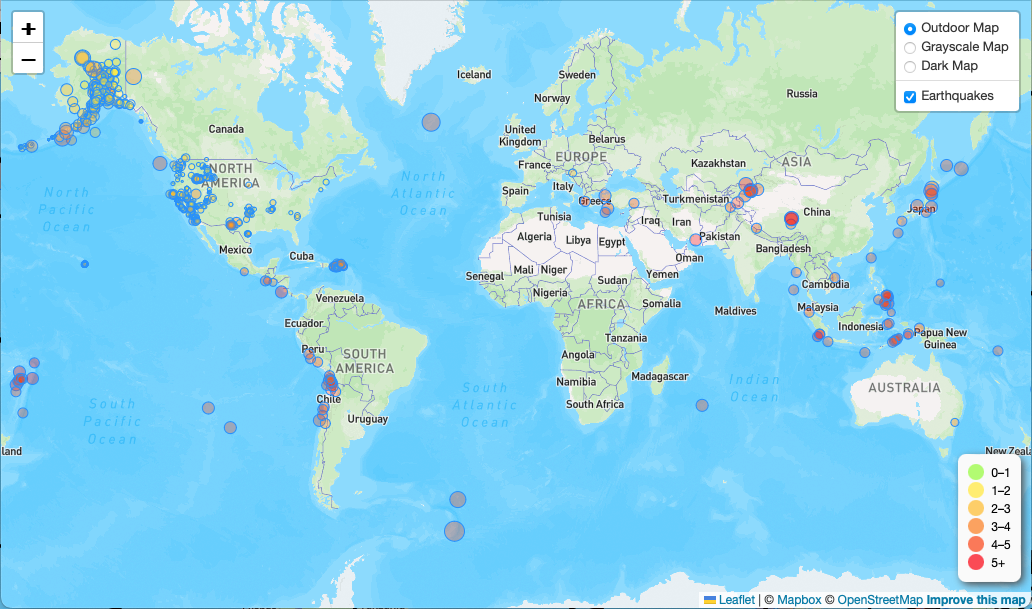 +
−
Outdoor Map
Grayscale Map
Dark Map
Earthquakes
Iceland
Sweden
Russia
Norway
Canada
United
Kingdom
Belarus
EUROPE
France
Kazakhstan
ASIA
NORTH
AMERICA
North
Pacific
Ocean
North
Atlantic
Ocean
Spain
Italy
Greece
Turkmenistan
China
Japan
Tunisia
Iraq
Iran
Pakistan
Algeria
Libya
Egypt
Mexico
Cuba
Bangladesh
Oman
Senegal
Mali
Niger
Sudan
Yemen
Cambodia
Nigeria
AFRICA
Somalia
Venezuela
Maldives
Malaysia
Ecuador
Indonesia
Papua New
Guinea
Tanzania
Peru
SOUTH
AMERICA
Angola
Madagascar
Namibia
South Africa
Indian
Ocean
AUSTRALIA
Chile
Uruguay
South
Pacific
Ocean
South
Atlantic
Ocean
land
New Zeala
0–1
1–2
2–3
3–4
4–5
5+
Leaflet | © Mapbox © OpenStreetMap Improve this map